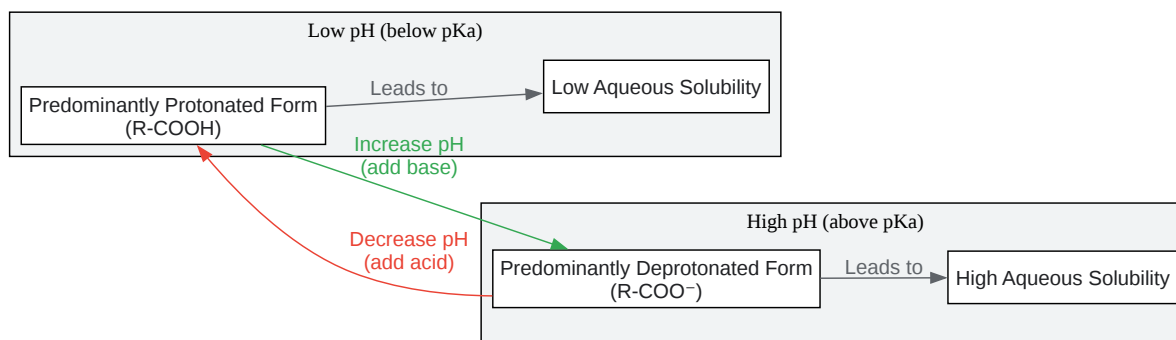 Low pH (below pKa)
Predominantly Protonated Form
(R-COOH)
Leads to
Low Aqueous Solubility
Increase pH
(add base)
Decrease pH
(add acid)
High pH (above pKa)
Predominantly Deprotonated Form
(R-COO⁻)
Leads to
High Aqueous Solubility